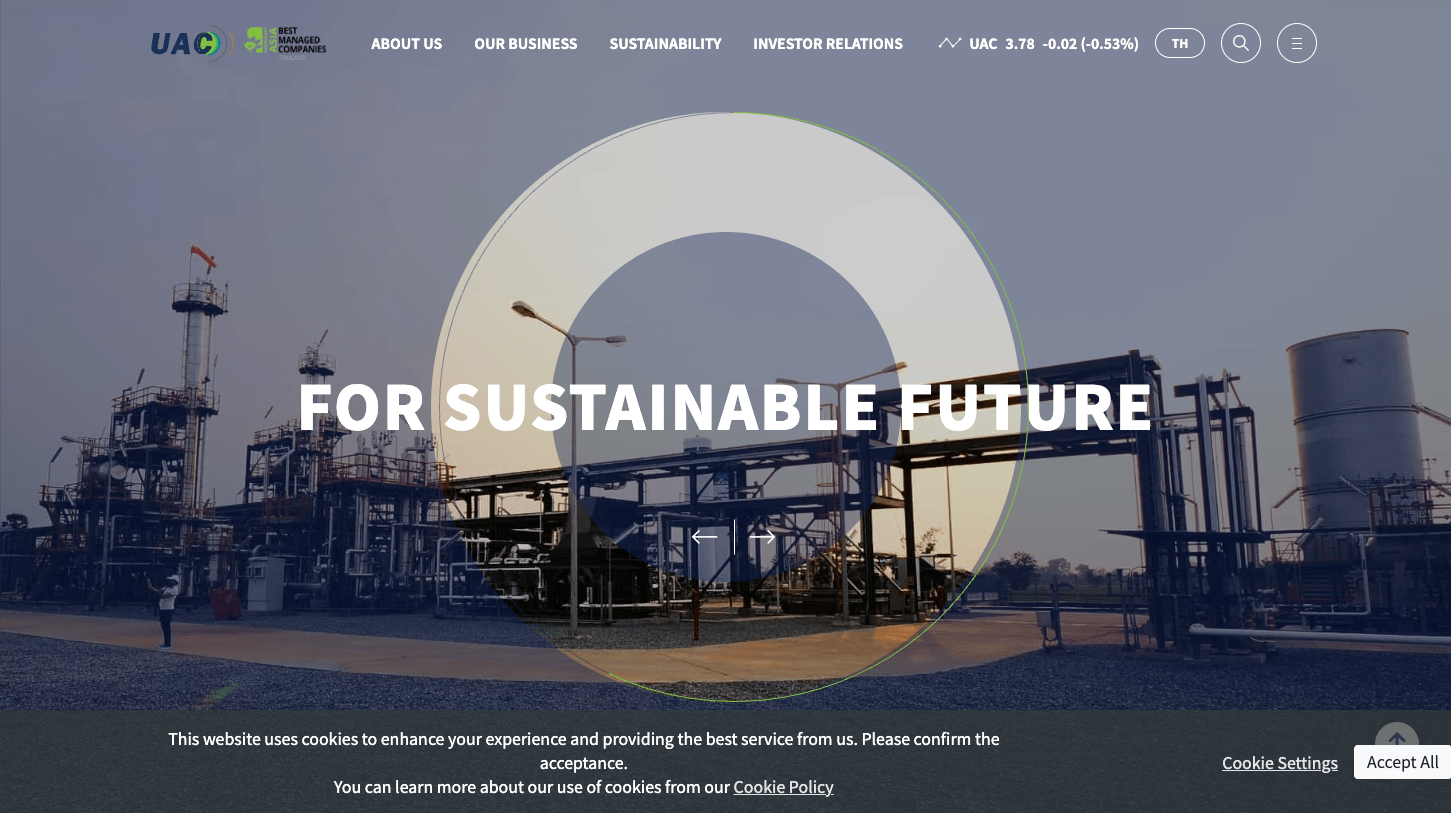 UAC
ASIA
BEST
MANAGED
COMPANIES
THAILAND
ABOUT US
OUR BUSINESS
SUSTAINABILITY
INVESTOR RELATIONS
UAC 3.78 -0.02 (-0.53%)
TH
FOR SUSTAINABLE FUTURE
This website uses cookies to enhance your experience and providing the best service from us. Please confirm the
acceptance.
You can learn more about our use of cookies from our Cookie Policy
Cookie Settings
Accept All